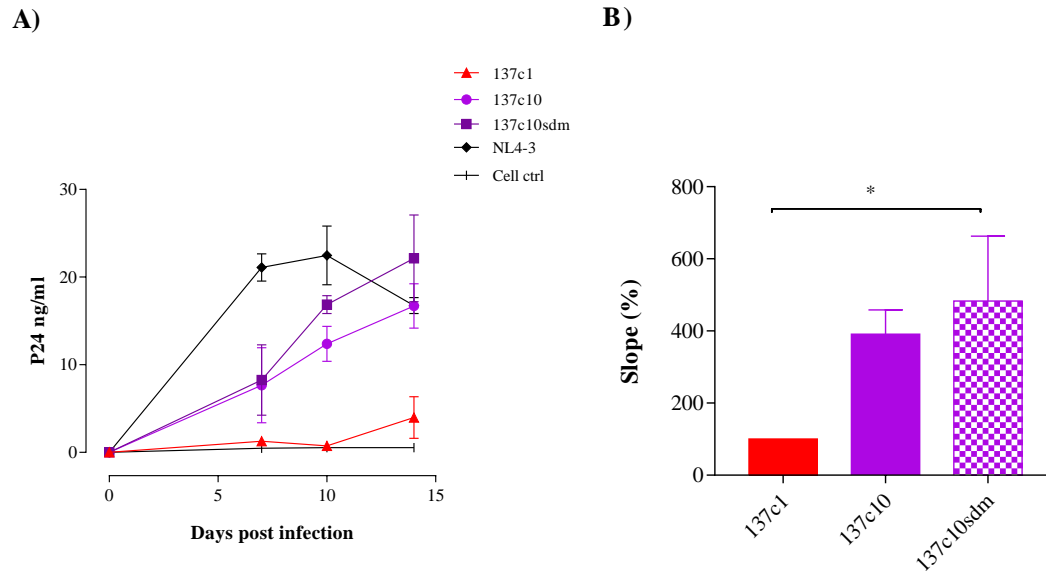 A)
B)
137c1
137c10
137c10sdm
NL4-3
Cell ctrl
30
20
10
0
P24 ng/ml
0
5
10
15
Days post infection
800
600
400
200
0
Slope (%)
*
137c1
137c10
137c10sdm